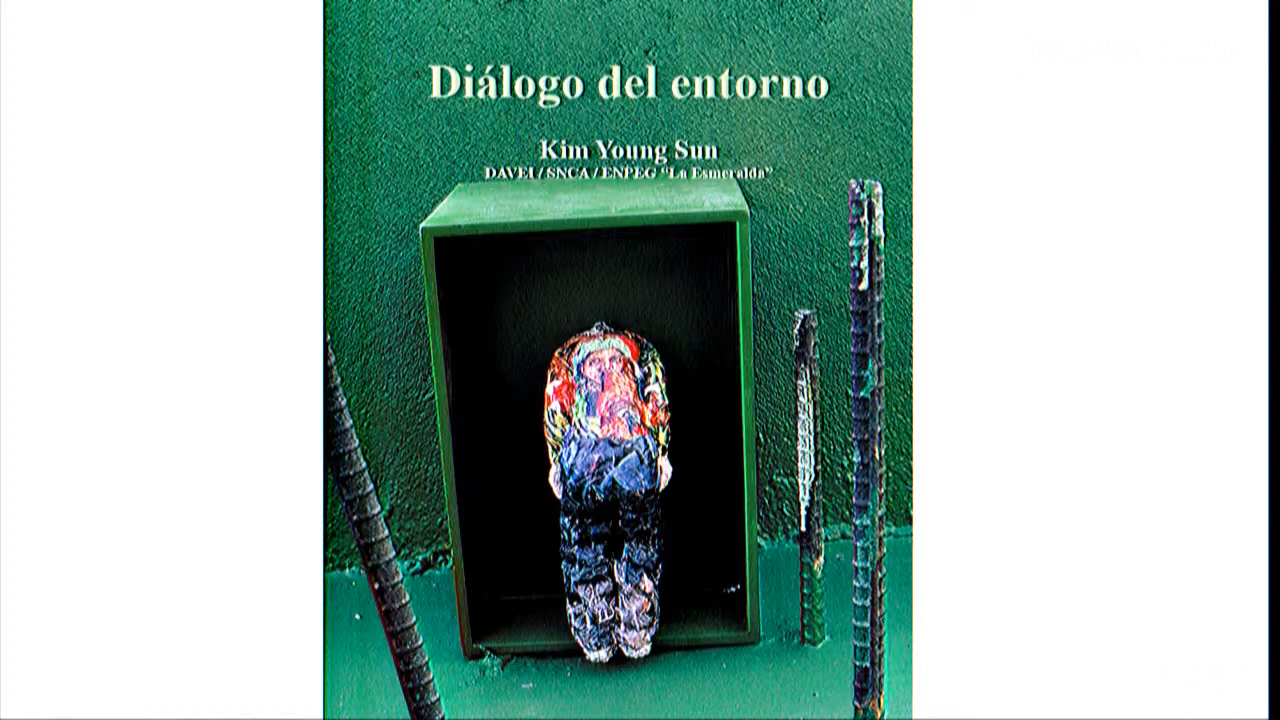 Diálogo del entorno
Kim Young Sun
DAVEI / SNCA / ENPEG “La Esmeralda”